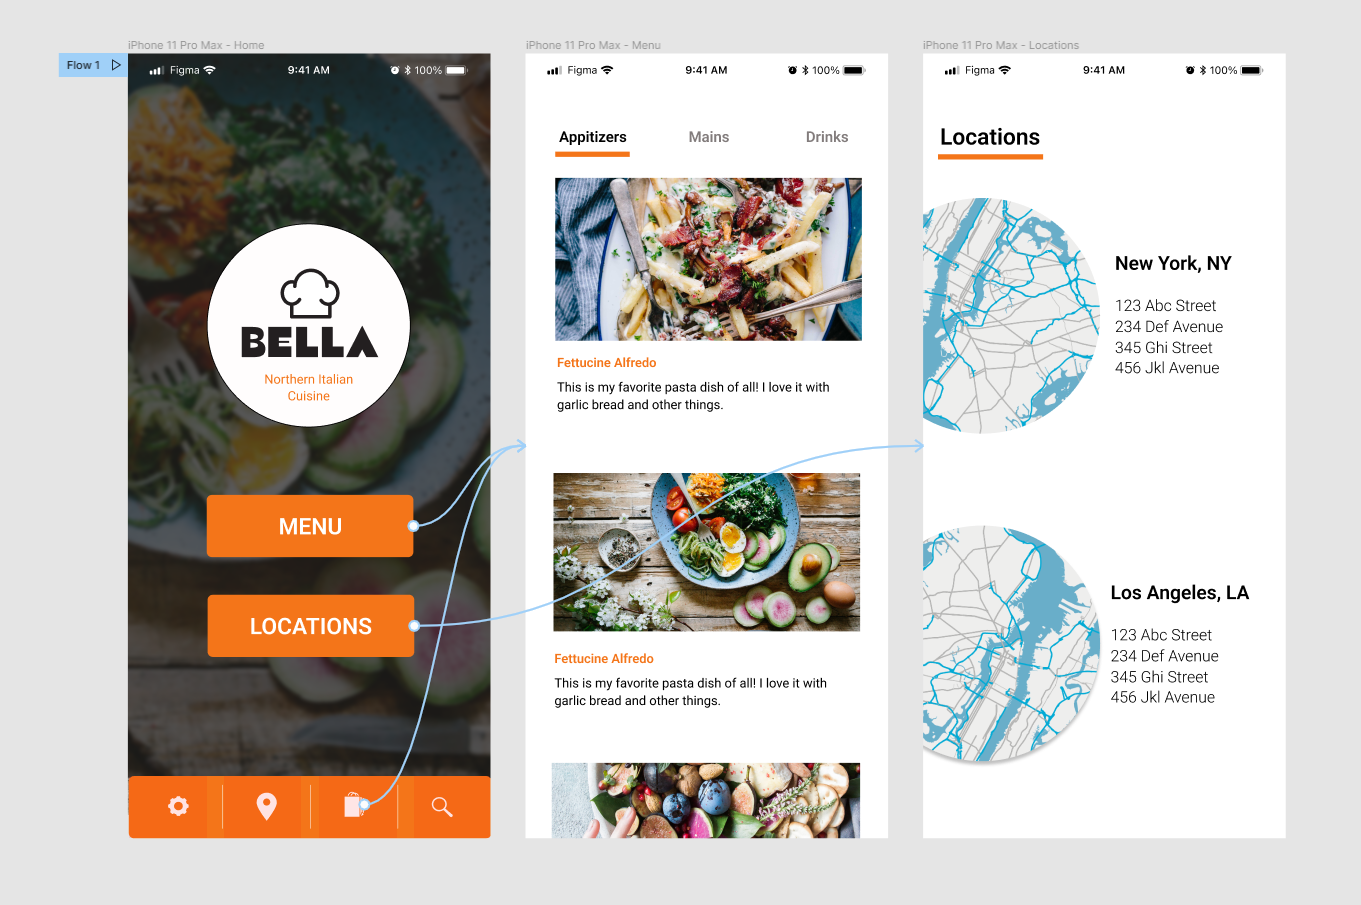 iPhone 11 Pro Max - Home
Flow 1
Figma
9:41 AM
100%
BELLA
Northern Italian
Cuisine
MENU
LOCATIONS
iPhone 11 Pro Max - Menu
Figma
9:41 AM
100%
Appitizers
Mains
Drinks
Fettucine Alfredo
This is my favorite pasta dish of all! I love it with
garlic bread and other things.
Fettucine Alfredo
This is my favorite pasta dish of all! I love it with
garlic bread and other things.
iPhone 11 Pro Max - Locations
Figma
9:41 AM
100%
Locations
New York, NY
123 Abc Street
234 Def Avenue
345 Ghi Street
456 Jkl Avenue
Los Angeles, LA
123 Abc Street
234 Def Avenue
345 Ghi Street
456 Jkl Avenue